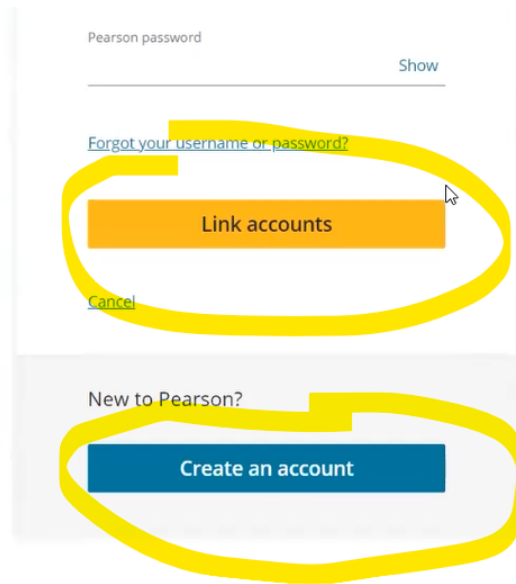 Pearson password
Show
Forgot your username or password?
Link accounts
Cancel
New to Pearson?
Create an account